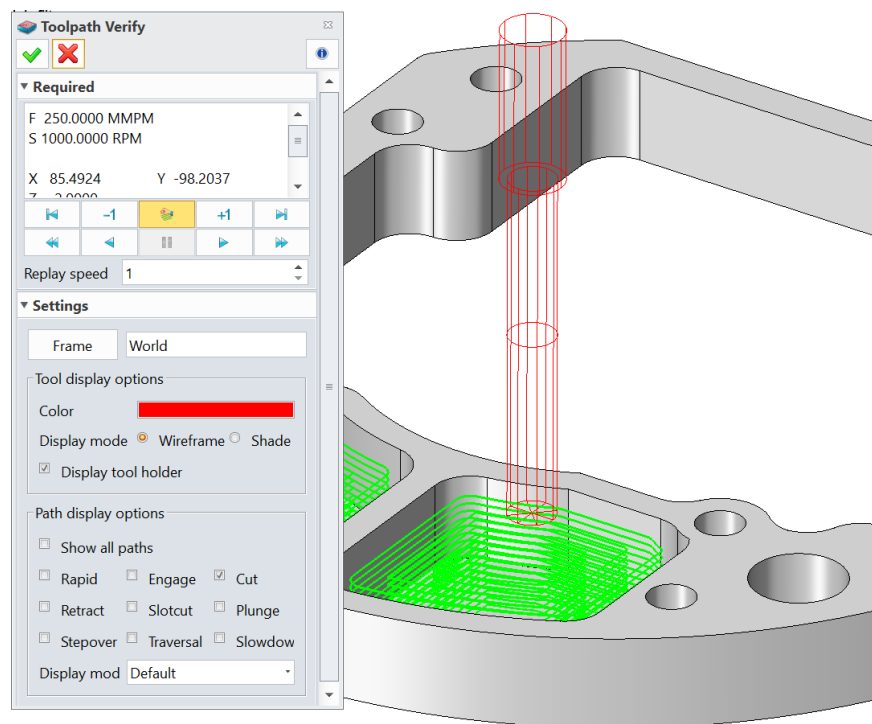 Toolpath Verify
Required
F 250.0000 MMPM
S 1000.0000 RPM
X 85.4924 Y -98.2037
-1 +1
Replay speed 1
Settings
Frame World
Tool display options
Color
Display mode Wireframe Shade
Display tool holder
Path display options
Show all paths
Rapid Engage Cut
Retract Slotcut Plunge
Stepover Traversal Slowdow
Display mod Default